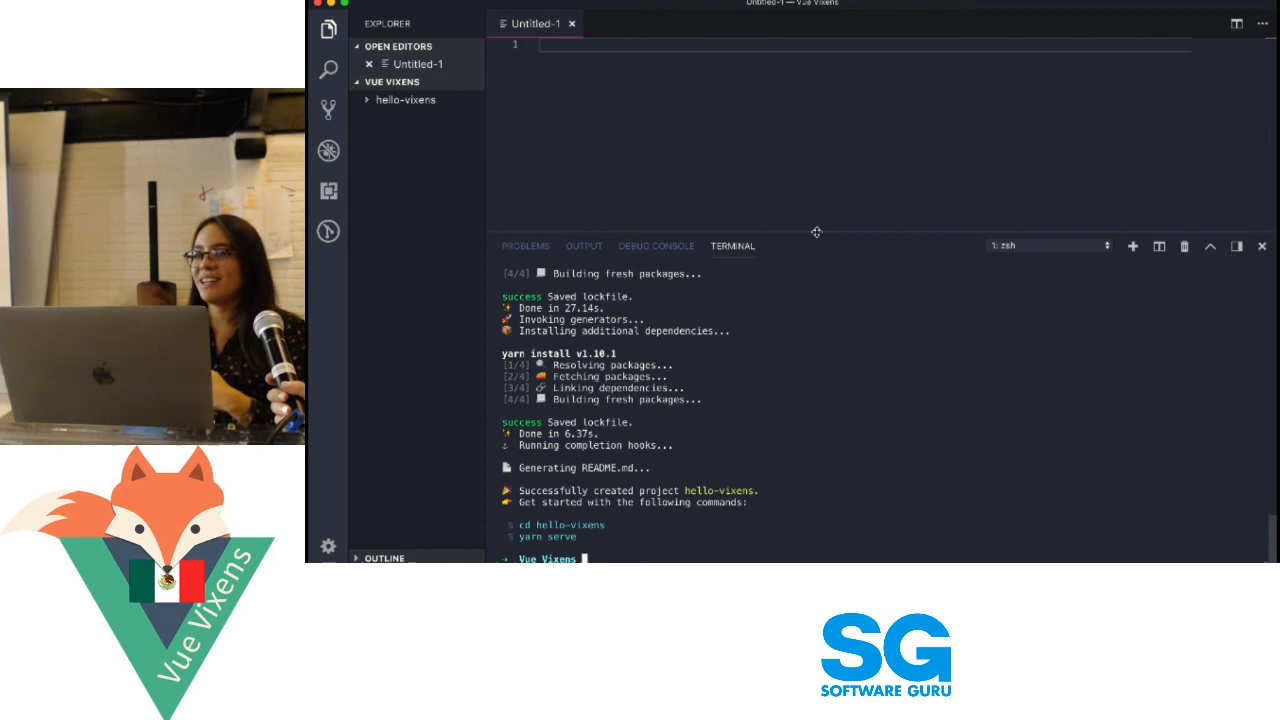 Untitled-1 — Vue Vixens
EXPLORER
OPEN EDITORS
Untitled-1
VUE VIXENS
hello-vixens
OUTLINE
Untitled-1
1
PROBLEMS OUTPUT DEBUG CONSOLE TERMINAL 1: zsh
[4/4] Building fresh packages...
success Saved lockfile.
Done in 27.14s.
Invoking generators...
Installing additional dependencies...
yarn install v1.10.1
[1/4] Resolving packages...
[2/4] Fetching packages...
[3/4] Linking dependencies...
[4/4] Building fresh packages...
success Saved lockfile.
Done in 6.37s.
Running completion hooks...
Generating README.md...
Successfully created project hello-vixens.
Get started with the following commands:
$ cd hello-vixens
$ yarn serve
→ Vue Vixens
Vue Vixens
SG
SOFTWARE GURU